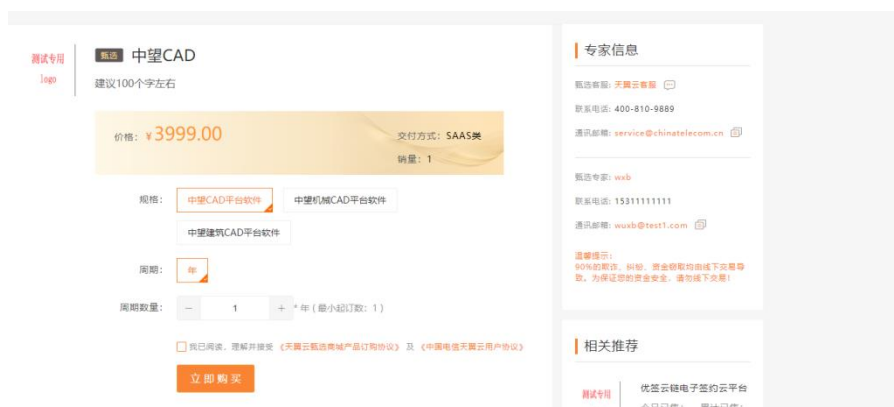 测试专用
logo
甄选 中望CAD
建议100个字左右
价格：¥3999.00
交付方式：SAAS类
销量：1
规格：
中望CAD平台软件
中望机械CAD平台软件
中望建筑CAD平台软件
周期：
年
周期数量：
－ 1 ＋ * 年 ( 最小起订数：1 )
我已阅读、理解并接受 《天翼云甄选商城产品订购协议》 及 《中国电信天翼云用户协议》
立即购买
专家信息
甄选客服：天翼云客服
联系电话：400-810-9889
通讯邮箱：service@chinatelecom.cn
甄选专家：wxb
联系电话：15311111111
通讯邮箱：wuxb@test1.com
温馨提示：
90%的欺诈、纠纷、资金窃取均由线下交易导
致。为保证您的资金安全，请勿线下交易！
相关推荐
测试专用
优签云链电子签约云平台